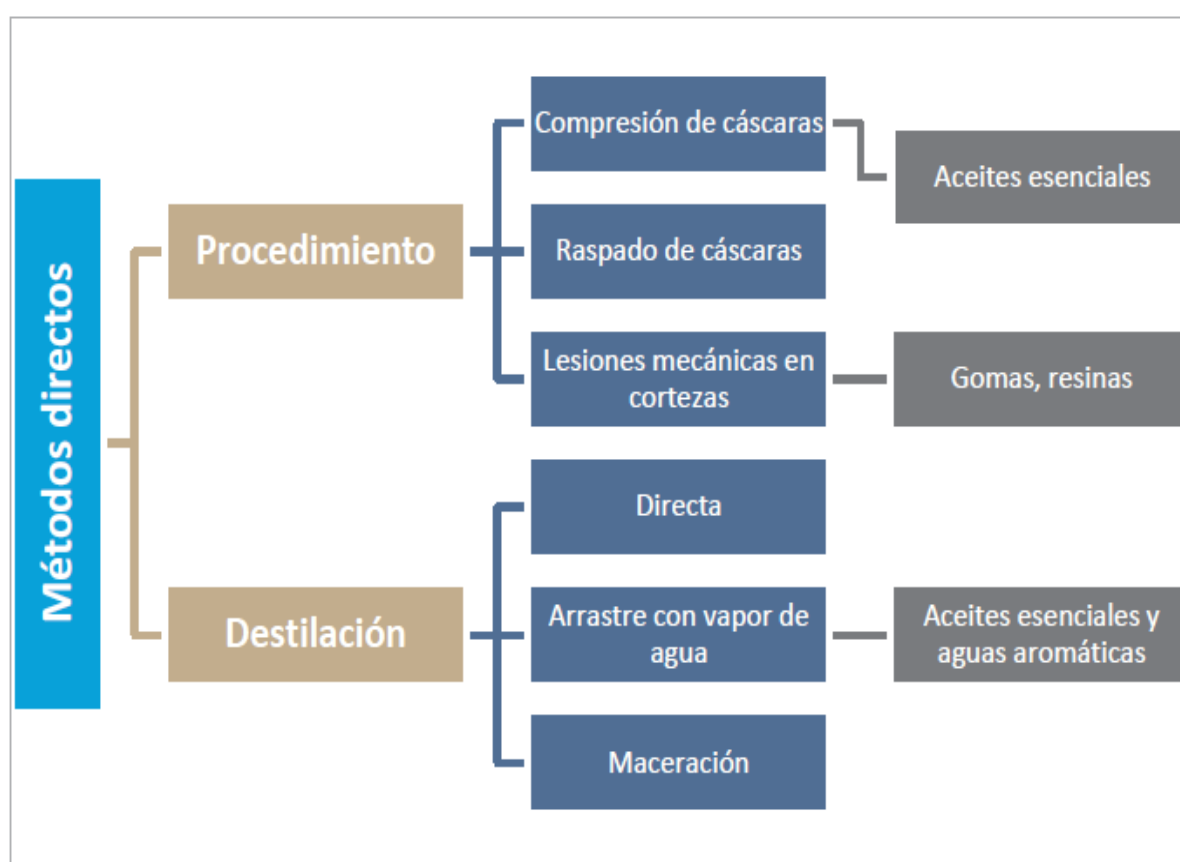 Métodos directos
Procedimiento
Compresión de cáscaras
Aceites esenciales
Raspado de cáscaras
Lesiones mecánicas en
cortezas
Gomas, resinas
Destilación
Directa
Arrastre con vapor de
agua
Aceites esenciales y
aguas aromáticas
Maceración